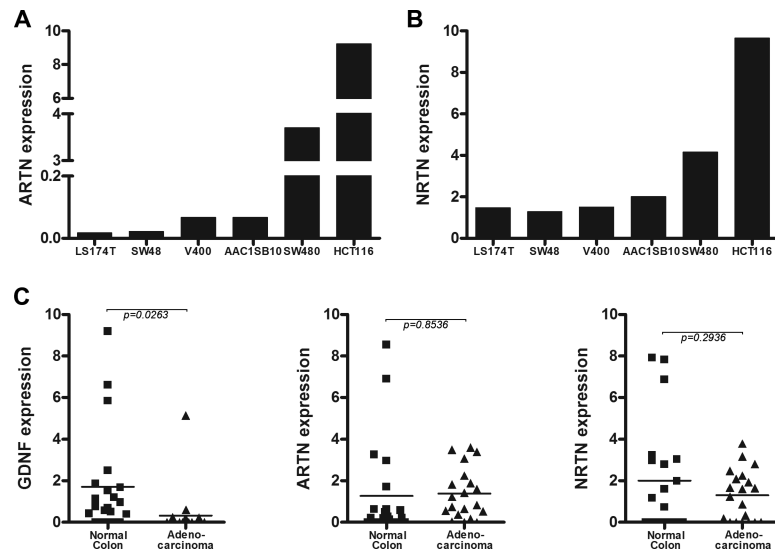 A
ARTN expression
10
8
6
4
3
0.2
0.0
LS174T SW48 V400 AAC1SB10 SW480 HCT116
B
NRTN expression
10
8
6
4
2
0
LS174T SW48 V400 AAC1SB10 SW480 HCT116
C
GDNF expression
10
8
6
4
2
0
p=0.0263
Normal Colon
Adeno-
carcinoma
ARTN expression
10
8
6
4
2
0
p=0.8536
Normal Colon
Adeno-
carcinoma
NRTN expression
10
8
6
4
2
0
p=0.2936
Normal Colon
Adeno-
carcinoma